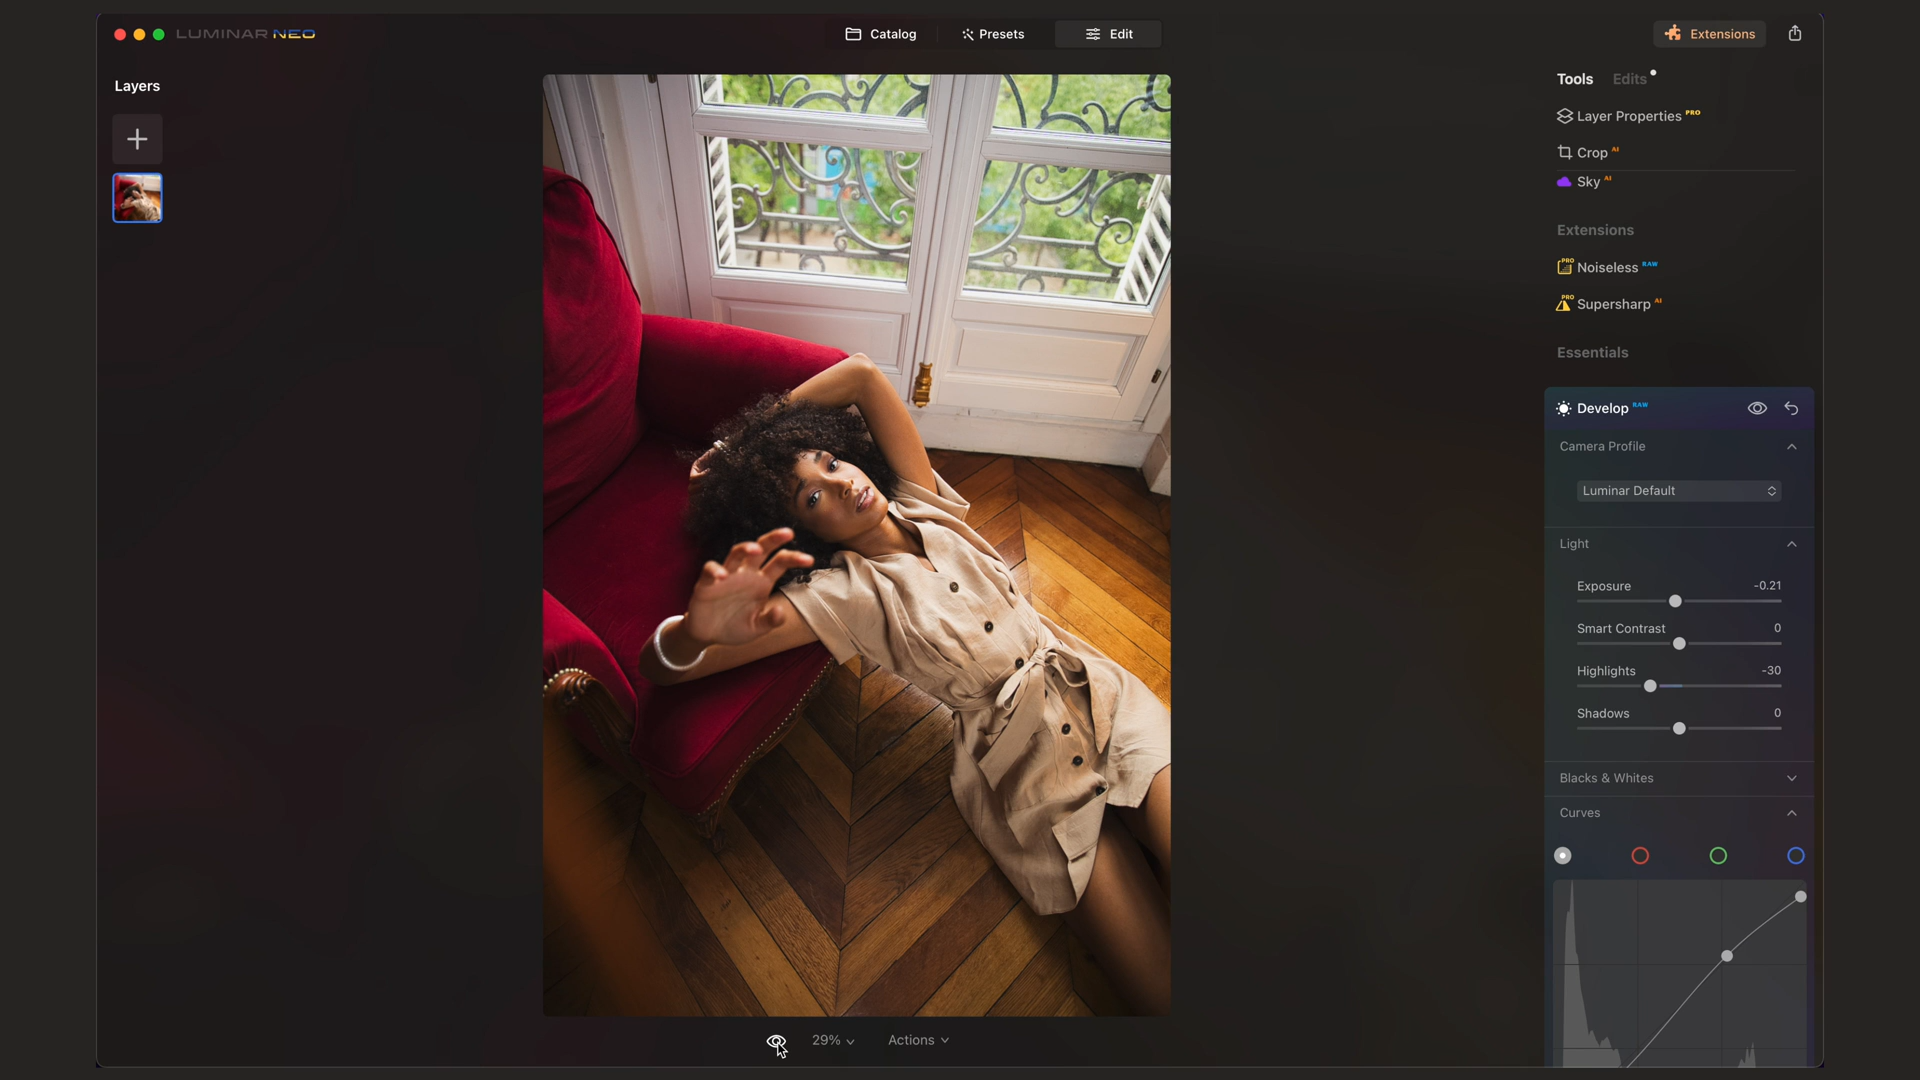 LUMINAR NEO
Catalog
Presets
Edit
Extensions
Layers
Tools
Edits
Layer Properties PRO
Crop AI
Sky AI
Extensions
PRO Noiseless RAW
PRO Supersharp AI
Essentials
Develop RAW
Camera Profile
Luminar Default
Light
Exposure -0.21
Smart Contrast 0
Highlights -30
Shadows 0
Blacks & Whites
Curves
29%
Actions